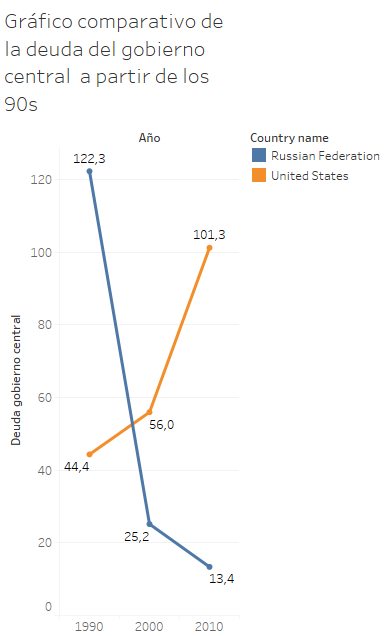 Gráfico comparativo de
la deuda del gobierno
central a partir de los
90s
Año
Country name
Russian Federation
United States
122,3
120
101,3
100
80
60
56,0
44,4
40
25,2
20
13,4
0
Deuda gobierno central
1990 2000 2010